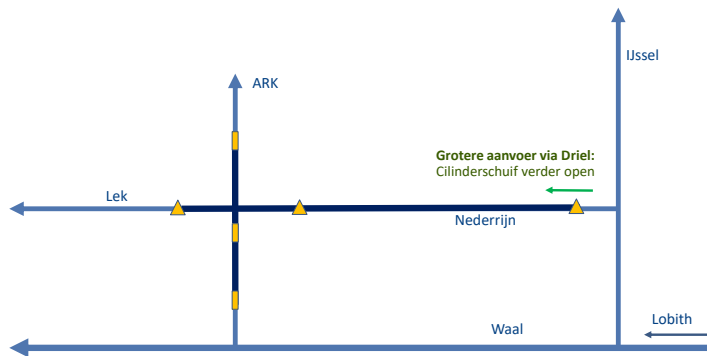 IJssel
ARK
Grotere aanvoer via Driel:
Cilinderschuif verder open
Lek
Nederrijn
Lobith
Waal